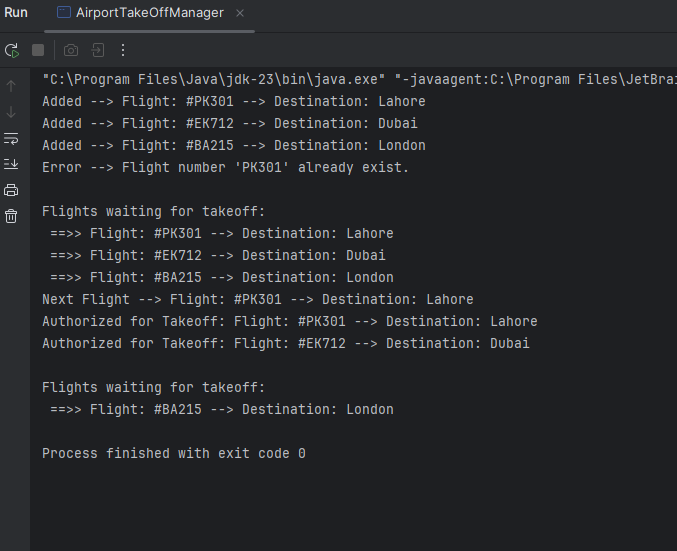 Run AirportTakeOffManager
"C:\Program Files\Java\jdk-23\bin\java.exe" "-javaagent:C:\Program Files\JetBrai
Added --> Flight: #PK301 --> Destination: Lahore
Added --> Flight: #EK712 --> Destination: Dubai
Added --> Flight: #BA215 --> Destination: London
Error --> Flight number 'PK301' already exist.
Flights waiting for takeoff:
==>> Flight: #PK301 --> Destination: Lahore
==>> Flight: #EK712 --> Destination: Dubai
==>> Flight: #BA215 --> Destination: London
Next Flight --> Flight: #PK301 --> Destination: Lahore
Authorized for Takeoff: Flight: #PK301 --> Destination: Lahore
Authorized for Takeoff: Flight: #EK712 --> Destination: Dubai
Flights waiting for takeoff:
==>> Flight: #BA215 --> Destination: London
Process finished with exit code 0